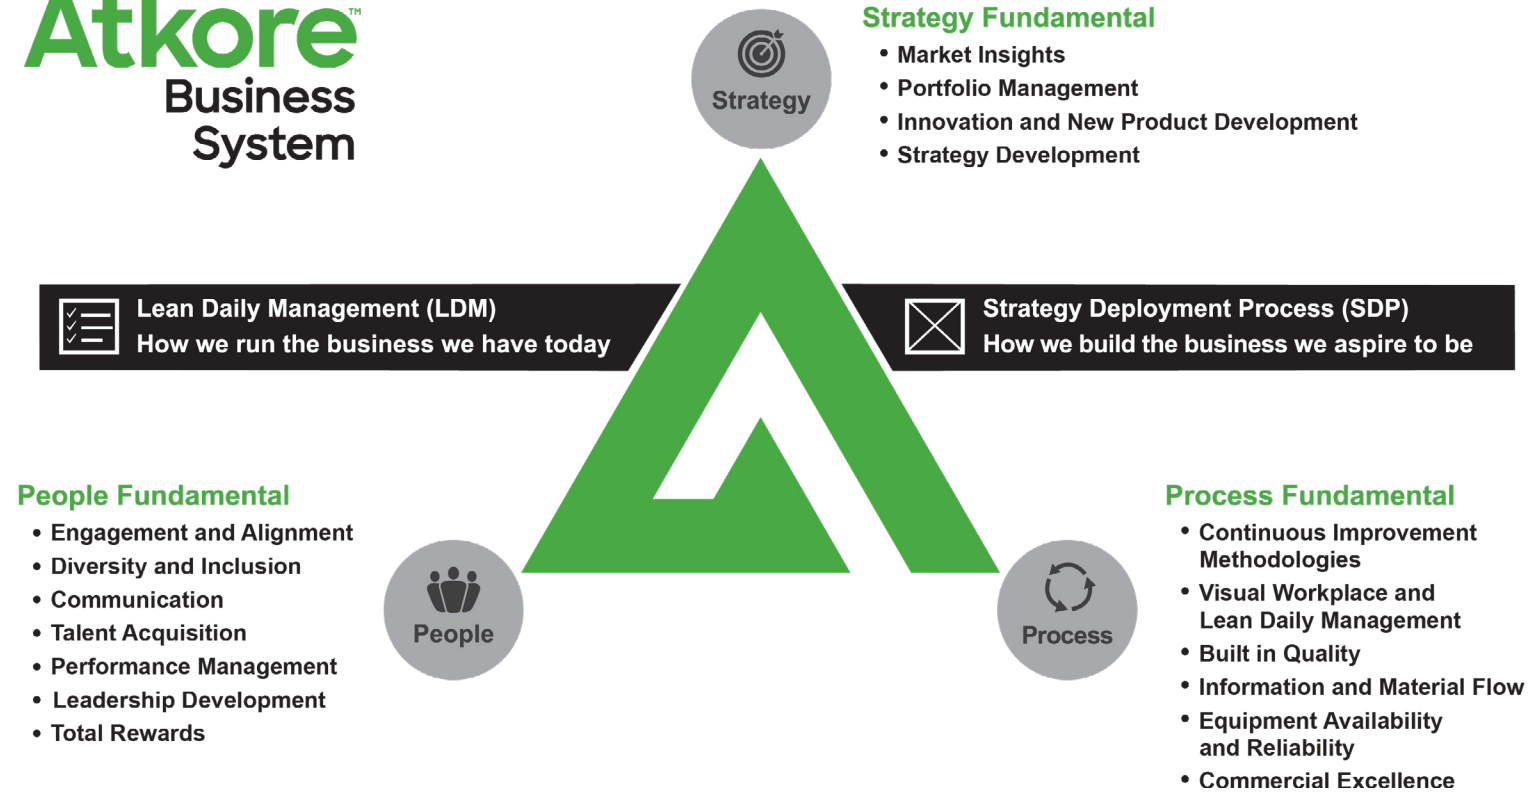 Atkore™
Business
System
Strategy
Strategy Fundamental
• Market Insights
• Portfolio Management
• Innovation and New Product Development
• Strategy Development
Lean Daily Management (LDM)
How we run the business we have today
Strategy Deployment Process (SDP)
How we build the business we aspire to be
People Fundamental
• Engagement and Alignment
• Diversity and Inclusion
• Communication
• Talent Acquisition
• Performance Management
• Leadership Development
• Total Rewards
People
Process
Process Fundamental
• Continuous Improvement
Methodologies
• Visual Workplace and
Lean Daily Management
• Built in Quality
• Information and Material Flow
• Equipment Availability
and Reliability
• Commercial Excellence